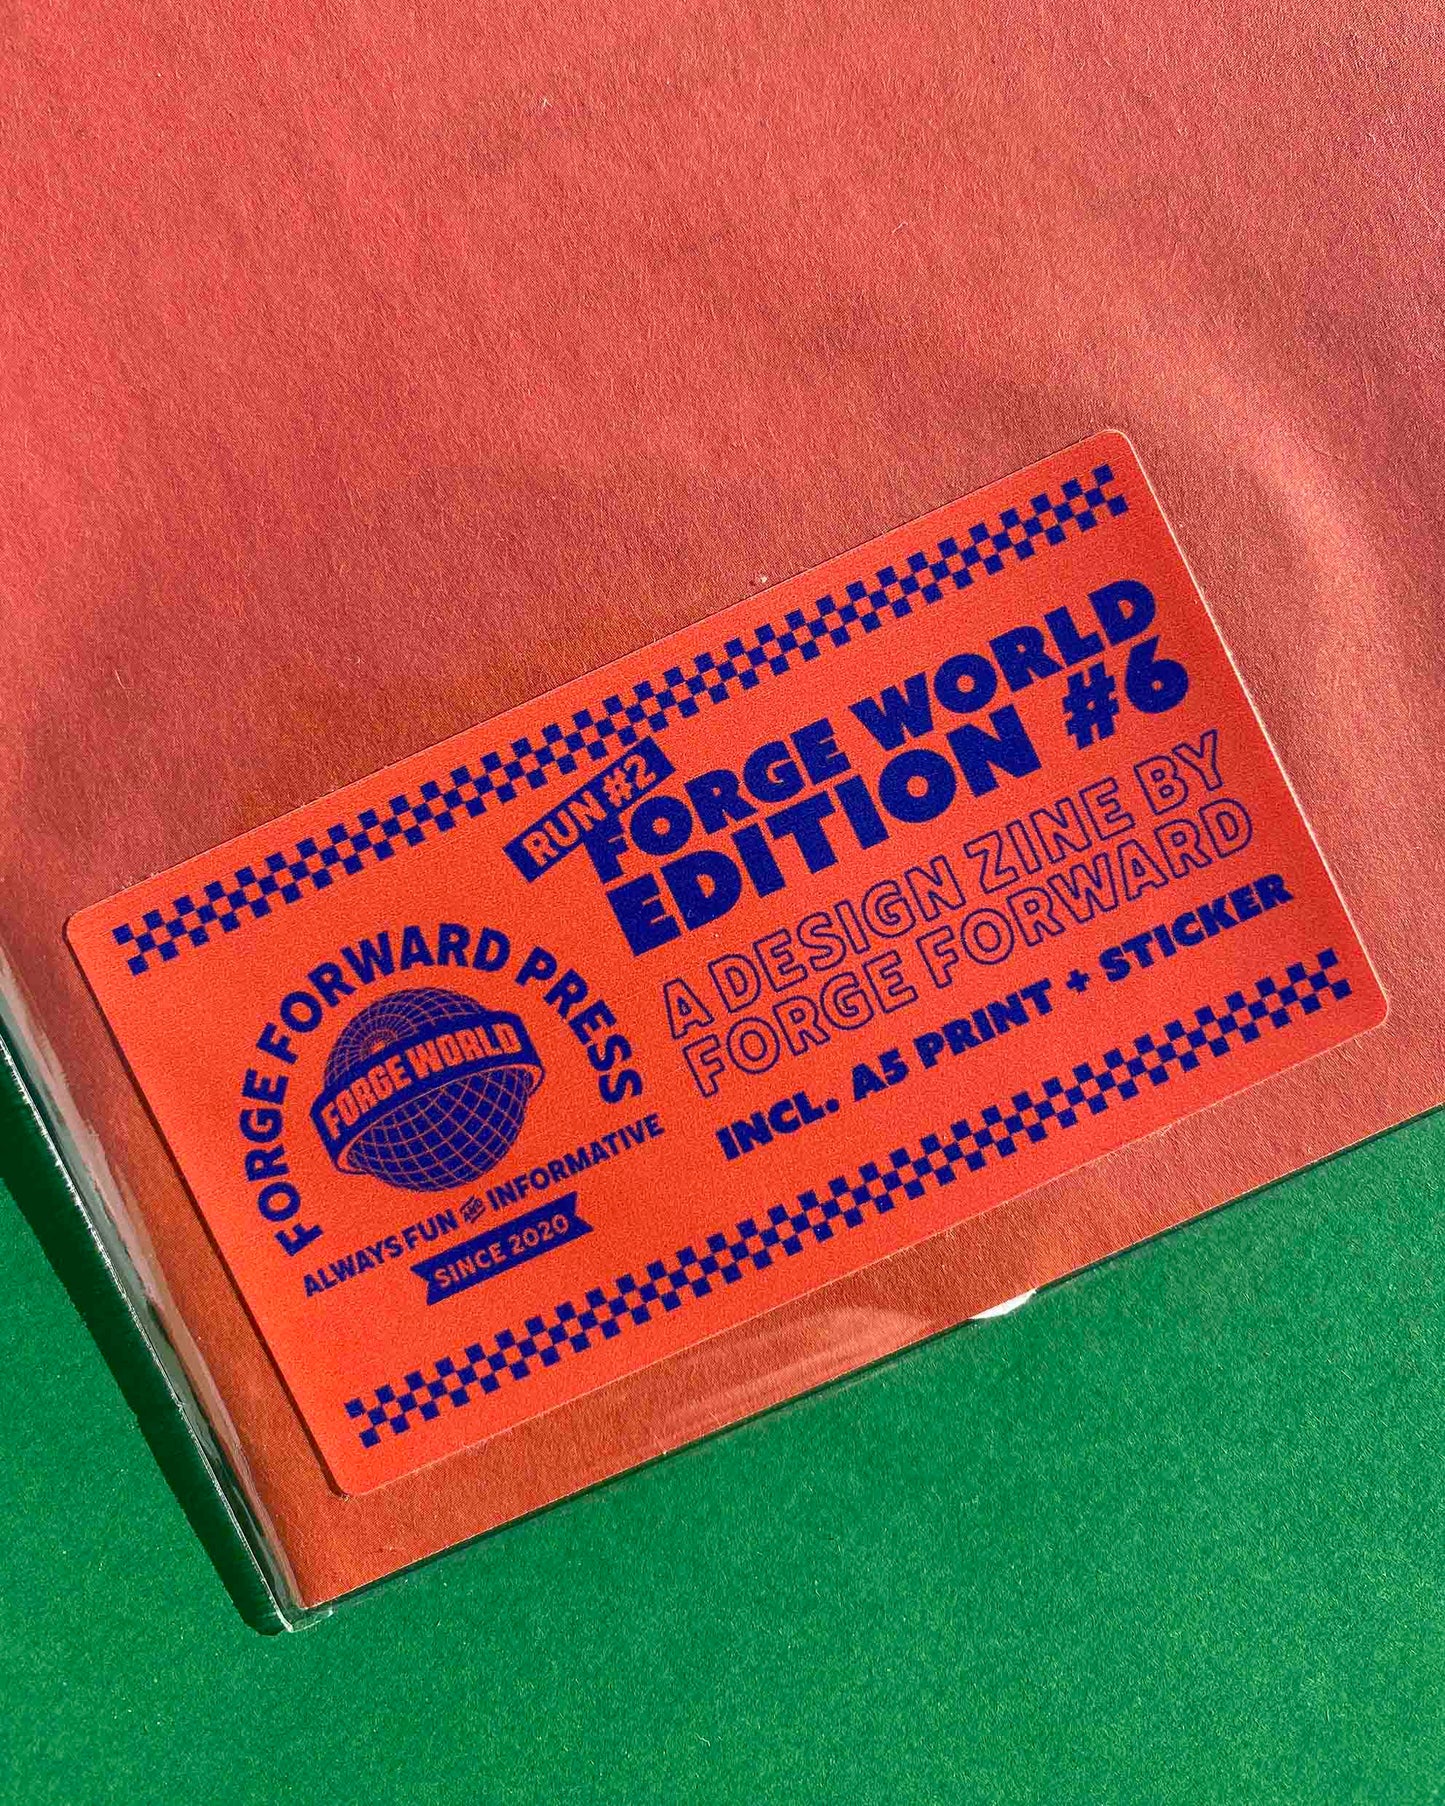 RUN #2
FORGE WORLD
EDITION #6
A DESIGN ZINE BY
FORGE FORWARD
INCL. A5 PRINT + STICKER
FORGE FORWARD PRESS
FORGE WORLD
ALWAYS FUN AND INFORMATIVE
SINCE 2020